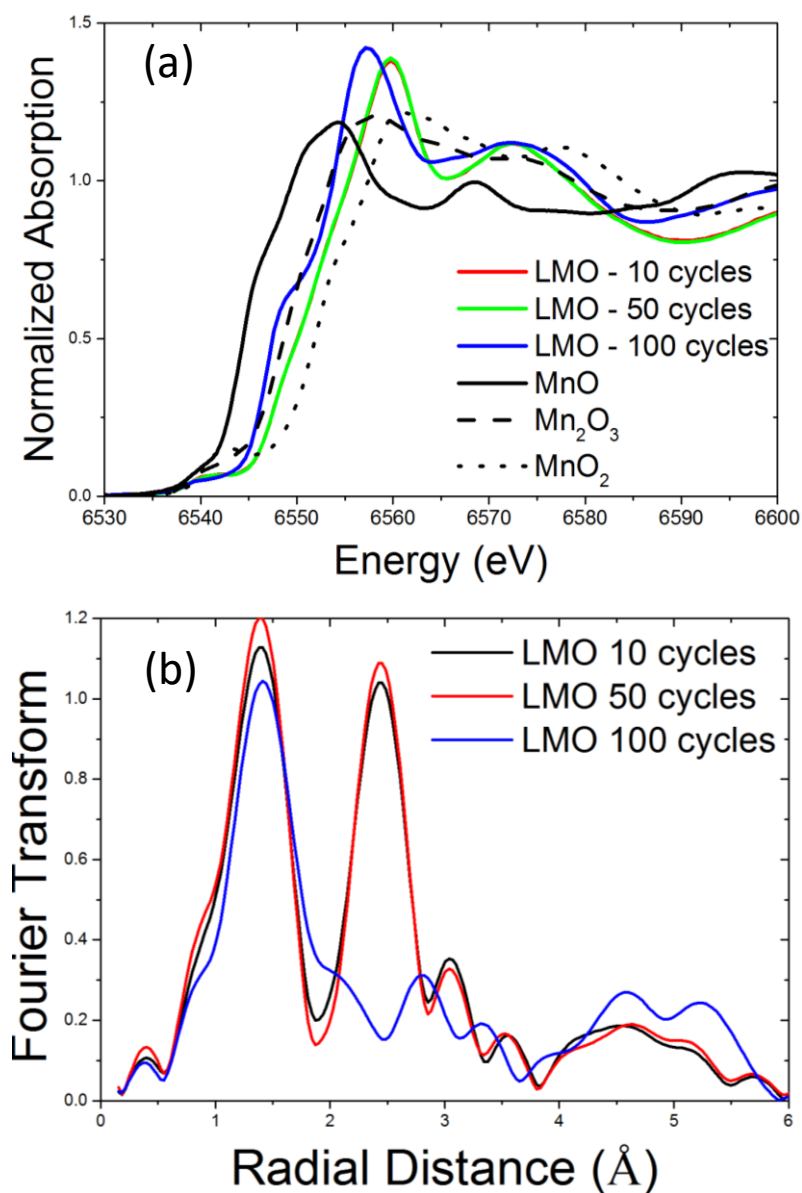 (a)
Normalized Absorption
1.5
1.0
0.5
0.0
LMO - 10 cycles
LMO - 50 cycles
LMO - 100 cycles
MnO
Mn₂O₃
MnO₂
6530 6540 6550 6560 6570 6580 6590 6600
Energy (eV)
(b)
Fourier Transform
1.2
1.0
0.8
0.6
0.4
0.2
0.0
LMO 10 cycles
LMO 50 cycles
LMO 100 cycles
0 1 2 3 4 5 6
Radial Distance (Å)